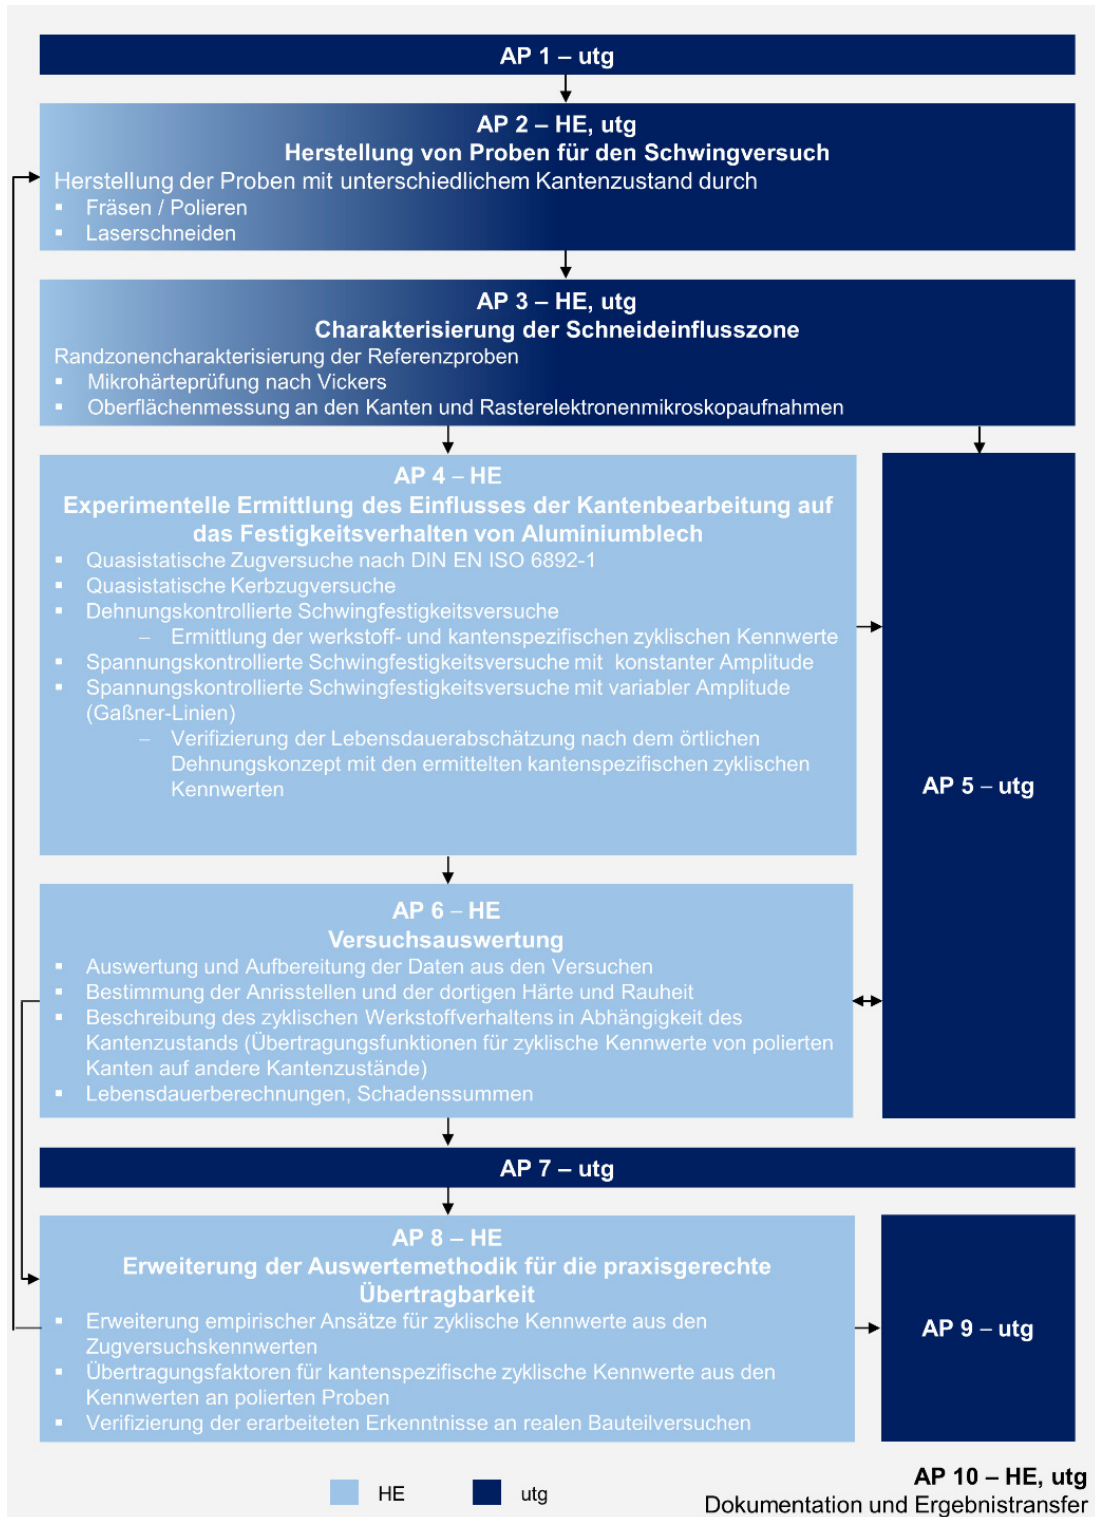 AP 1 – utg
AP 2 – HE, utg
Herstellung von Proben für den Schwingversuch
Herstellung der Proben mit unterschiedlichem Kantenzustand durch
▪ Fräsen / Polieren
▪ Laserschneiden
AP 3 – HE, utg
Charakterisierung der Schneideinflusszone
Randzonencharakterisierung der Referenzproben
▪ Mikrohärteprüfung nach Vickers
▪ Oberflächenmessung an den Kanten und Rasterelektronenmikroskopaufnahmen
AP 4 – HE
Experimentelle Ermittlung des Einflusses der Kantenbearbeitung auf
das Festigkeitsverhalten von Aluminiumblech
▪ Quasistatische Zugversuche nach DIN EN ISO 6892-1
▪ Quasistatische Kerbzugversuche
▪ Dehnungskontrollierte Schwingfestigkeitsversuche
– Ermittlung der werkstoff- und kantenspezifischen zyklischen Kennwerte
▪ Spannungskontrollierte Schwingfestigkeitsversuche mit konstanter Amplitude
▪ Spannungskontrollierte Schwingfestigkeitsversuche mit variabler Amplitude
(Gaßner-Linien)
– Verifizierung der Lebensdauerabschätzung nach dem örtlichen
Dehnungskonzept mit den ermittelten kantenspezifischen zyklischen
Kennwerten
AP 5 – utg
AP 6 – HE
Versuchsauswertung
▪ Auswertung und Aufbereitung der Daten aus den Versuchen
▪ Bestimmung der Anrisstellen und der dortigen Härte und Rauheit
▪ Beschreibung des zyklischen Werkstoffverhaltens in Abhängigkeit des
Kantenzustands (Übertragungsfunktionen für zyklische Kennwerte von polierten
Kanten auf andere Kantenzustände)
▪ Lebensdauerberechnungen, Schadenssummen
AP 7 – utg
AP 8 – HE
Erweiterung der Auswertemethodik für die praxisgerechte
Übertragbarkeit
▪ Erweiterung empirischer Ansätze für zyklische Kennwerte aus den
Zugversuchskennwerten
▪ Übertragungsfaktoren für kantenspezifische zyklische Kennwerte aus den
Kennwerten an polierten Proben
▪ Verifizierung der erarbeiteten Erkenntnisse an realen Bauteilversuchen
AP 9 – utg
HE
utg
AP 10 – HE, utg
Dokumentation und Ergebnistransfer